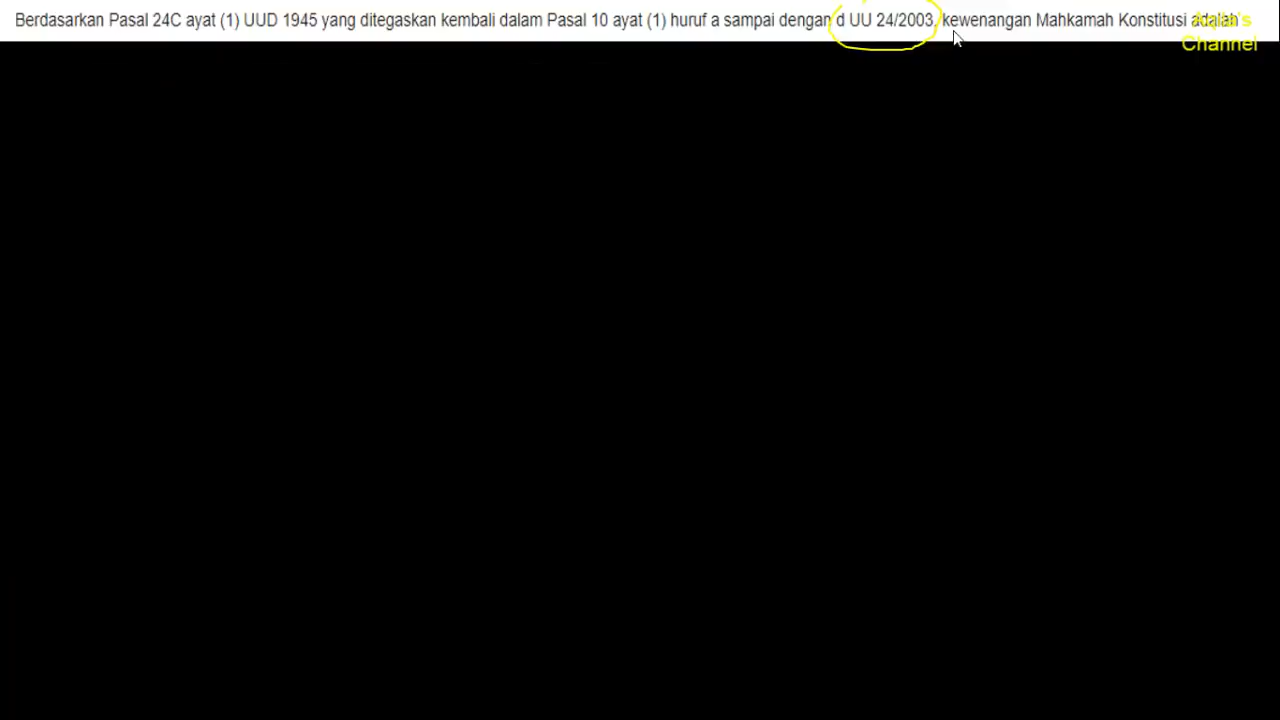 Berdasarkan Pasal 24C ayat (1) UUD 1945 yang ditegaskan kembali dalam Pasal 10 ayat (1) huruf a sampai dengan d UU 24/2003, kewenangan Mahkamah Konstitusi adalah
Channel